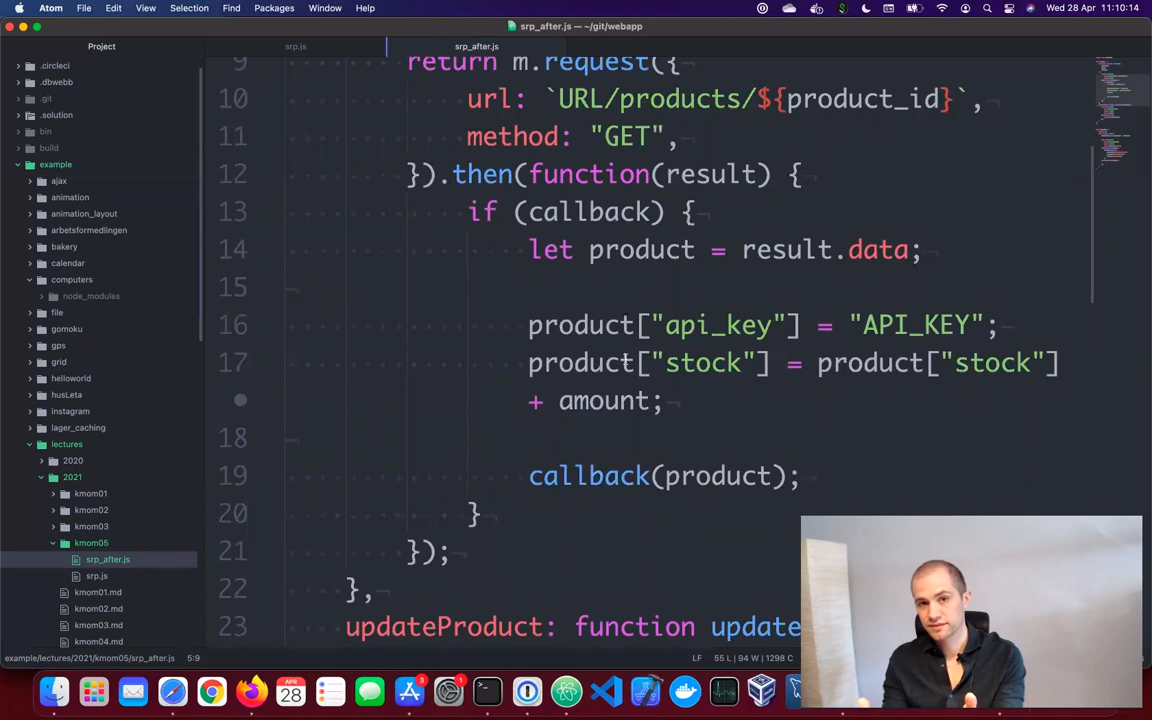 Atom File Edit View Selection Find Packages Window Help Wed 28 Apr 11:10:14
srp_after.js — ~/git/webapp
Project
srp.js
srp_after.js
.circleci
.dbwebb
.git
.solution
bin
build
example
ajax
animation
animation_layout
arbetsformedlingen
bakery
calendar
computers
node_modules
file
gomoku
gps
grid
helloworld
husLeta
instagram
lager_caching
lectures
2020
2021
kmom01
kmom02
kmom03
kmom05
srp_after.js
srp.js
kmom01.md
kmom02.md
kmom03.md
kmom04.md
9 return m.request({
10 url: `URL/products/${product_id}`,
11 method: "GET",
12 }).then(function(result) {
13 if (callback) {
14 let product = result.data;
15
16 product["api_key"] = "API_KEY";
17 product["stock"] = product["stock"]
+ amount;
18
19 callback(product);
20 }
21 });
22 },
23 updateProduct: function update
example/lectures/2021/kmom05/srp_after.js 5:9 LF 55 L | 94 W | 1298 C
APR
28
3
1